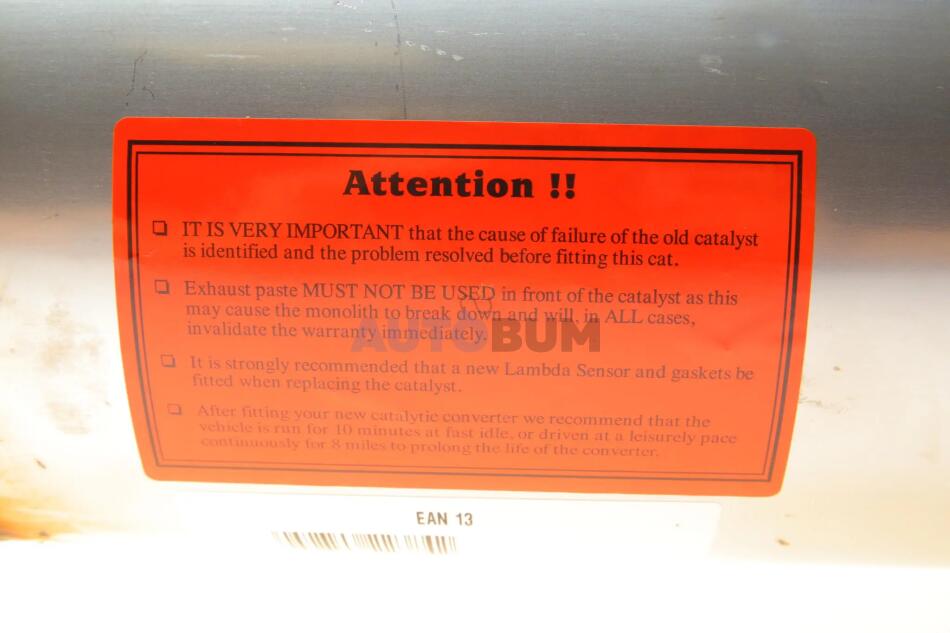 Attention !!
❏ IT IS VERY IMPORTANT that the cause of failure of the old catalyst
is identified and the problem resolved before fitting this cat.
❏ Exhaust paste MUST NOT BE USED in front of the catalyst as this
may cause the monolith to break down and will, in ALL cases,
invalidate the warranty immediately.
AUTOBUM
❏ It is strongly recommended that a new Lambda Sensor and gaskets be
fitted when replacing the catalyst.
❏ After fitting your new catalytic converter we recommend that the
vehicle is run for 10 minutes at fast idle, or driven at a leisurely pace
continuously for 8 miles to prolong the life of the converter.
EAN 13